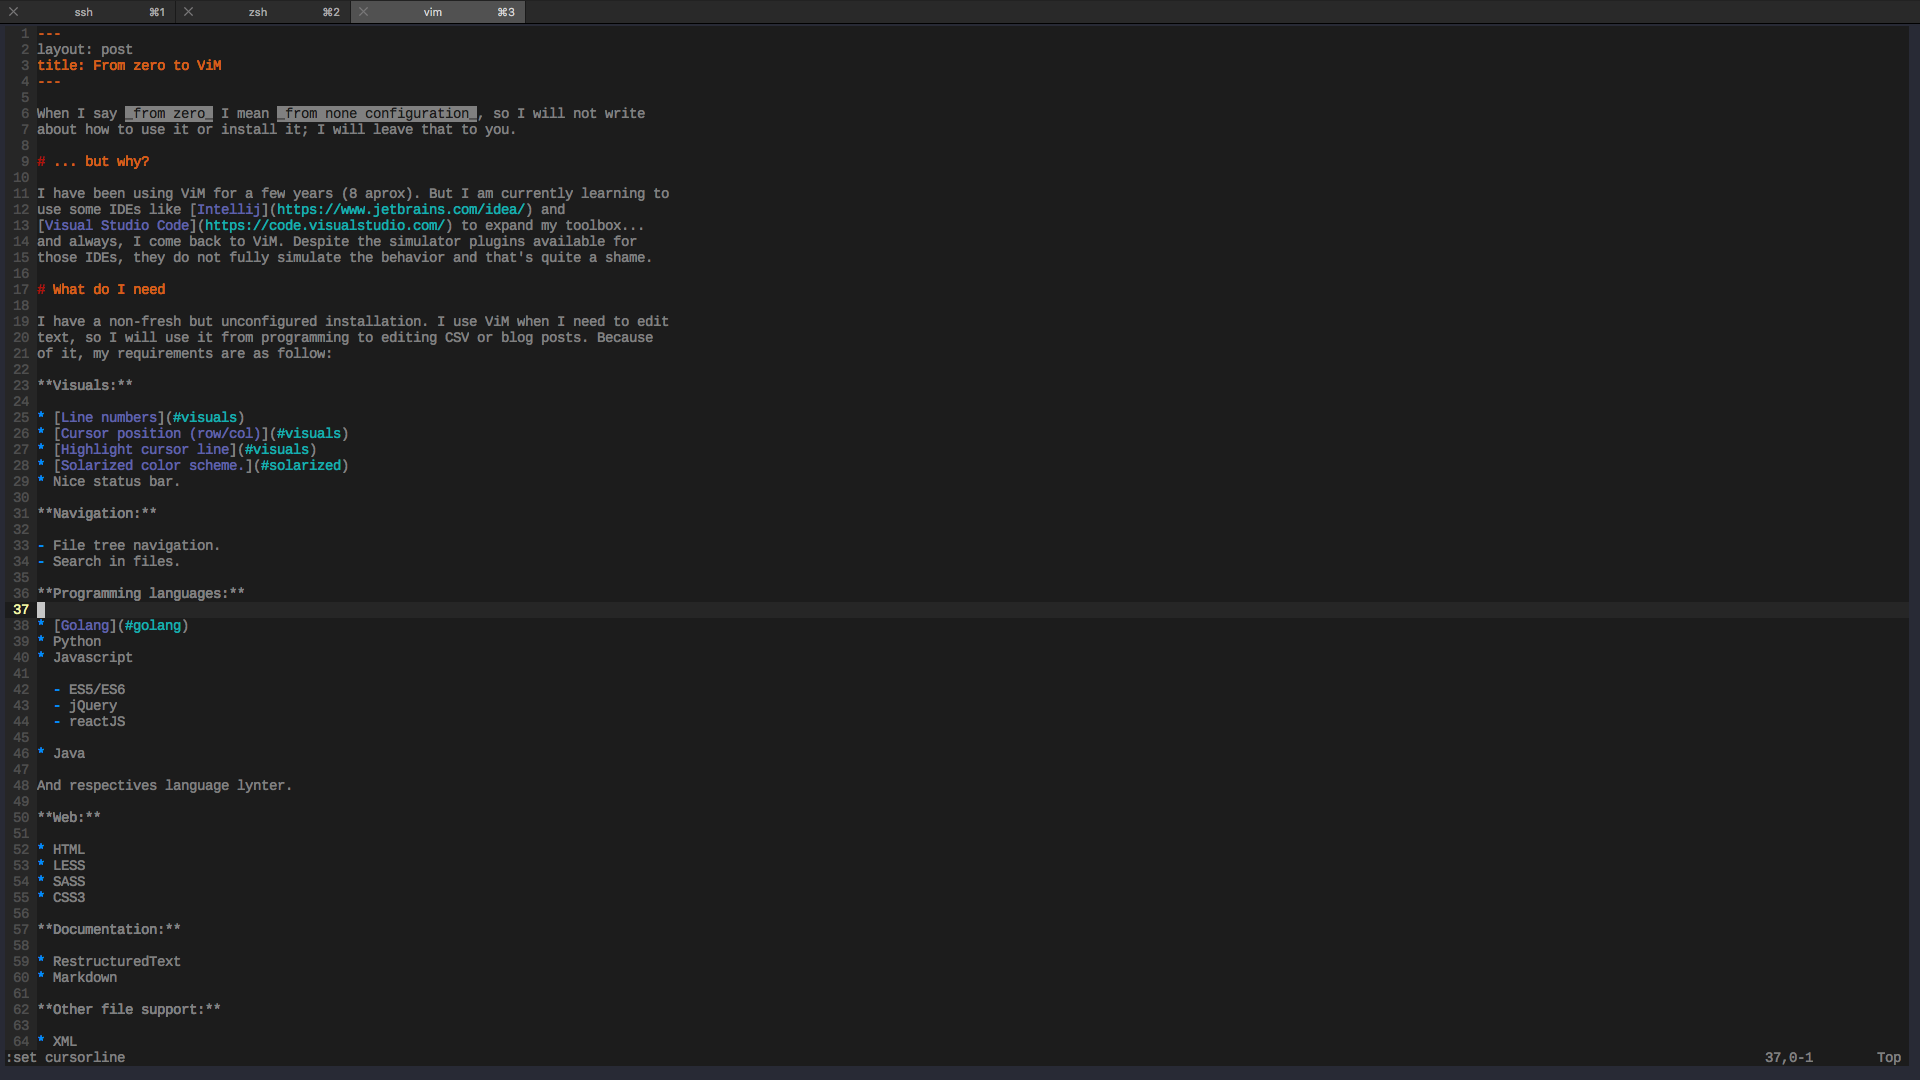 ssh ⌘1 zsh ⌘2 vim ⌘3
1 ---
2 layout: post
3 title: From zero to ViM
4 ---
5
6 When I say _from zero_ I mean _from none configuration_, so I will not write
7 about how to use it or install it; I will leave that to you.
8
9 # ... but why?
10
11 I have been using ViM for a few years (8 aprox). But I am currently learning to
12 use some IDEs like [Intellij](https://www.jetbrains.com/idea/) and
13 [Visual Studio Code](https://code.visualstudio.com/) to expand my toolbox...
14 and always, I come back to ViM. Despite the simulator plugins available for
15 those IDEs, they do not fully simulate the behavior and that's quite a shame.
16
17 # What do I need
18
19 I have a non-fresh but unconfigured installation. I use ViM when I need to edit
20 text, so I will use it from programming to editing CSV or blog posts. Because
21 of it, my requirements are as follow:
22
23 **Visuals:**
24
25 * [Line numbers](#visuals)
26 * [Cursor position (row/col)](#visuals)
27 * [Highlight cursor line](#visuals)
28 * [Solarized color scheme.](#solarized)
29 * Nice status bar.
30
31 **Navigation:**
32
33 - File tree navigation.
34 - Search in files.
35
36 **Programming languages:**
37
38 * [Golang](#golang)
39 * Python
40 * Javascript
41
42   - ES5/ES6
43   - jQuery
44   - reactJS
45
46 * Java
47
48 And respectives language lynter.
49
50 **Web:**
51
52 * HTML
53 * LESS
54 * SASS
55 * CSS3
56
57 **Documentation:**
58
59 * RestructuredText
60 * Markdown
61
62 **Other file support:**
63
64 * XML
:set cursorline 37,0-1 Top